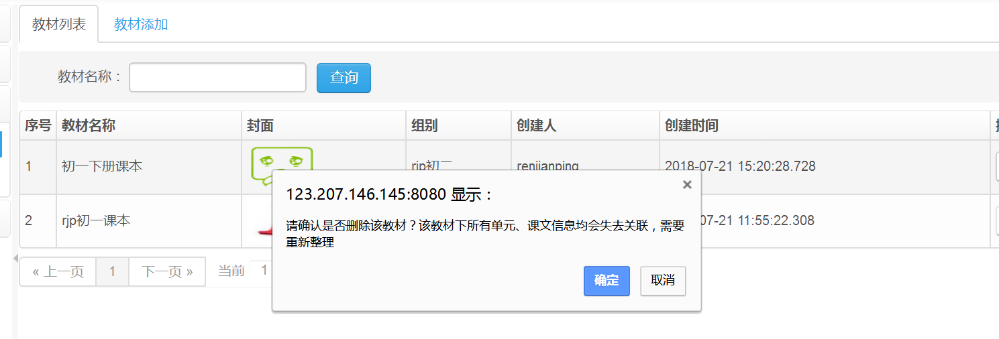 教材列表 教材添加
教材名称： 查询
序号 教材名称 封面 组别 创建人 创建时间
1 初一下册课本 rjp初二 renjianping 2018-07-21 15:20:28.728
123.207.146.145:8080 显示：
请确认是否删除该教材？该教材下所有单元、课文信息均会失去关联，需要
重新整理
确定 取消
2 rjp初一课本 07-21 11:55:22.308
« 上一页 1 下一页 » 当前 1